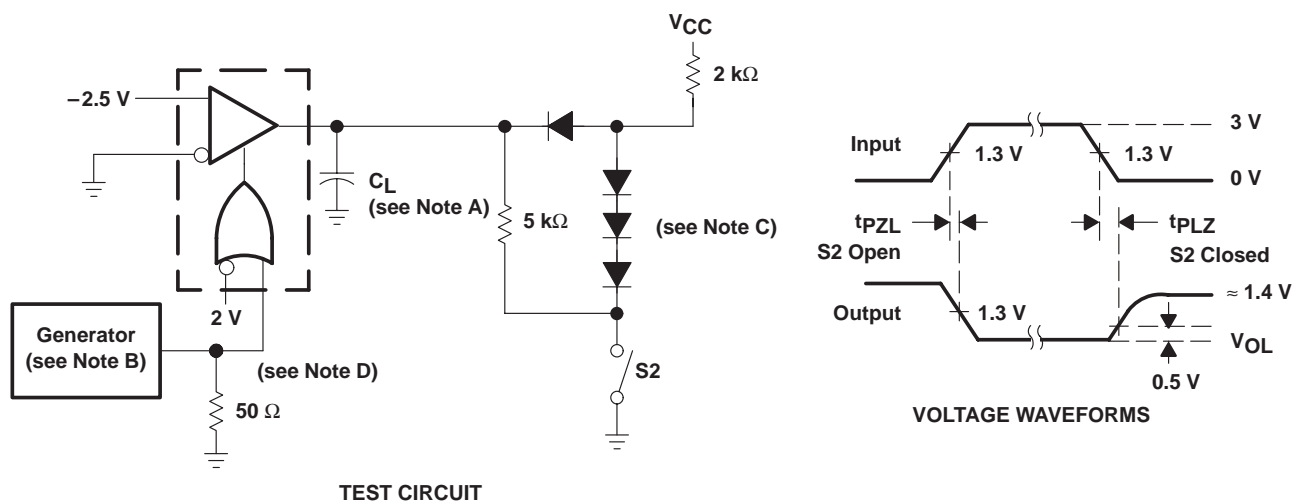 VCC
2 kΩ
−2.5 V
CL
(see Note A)
5 kΩ
(see Note C)
2 V
Generator
(see Note B)
(see Note D)
50 Ω
S2
TEST CIRCUIT
3 V
Input
1.3 V
1.3 V
0 V
tPZL
tPLZ
S2 Open
S2 Closed
≈ 1.4 V
Output
1.3 V
VOL
0.5 V
VOLTAGE WAVEFORMS